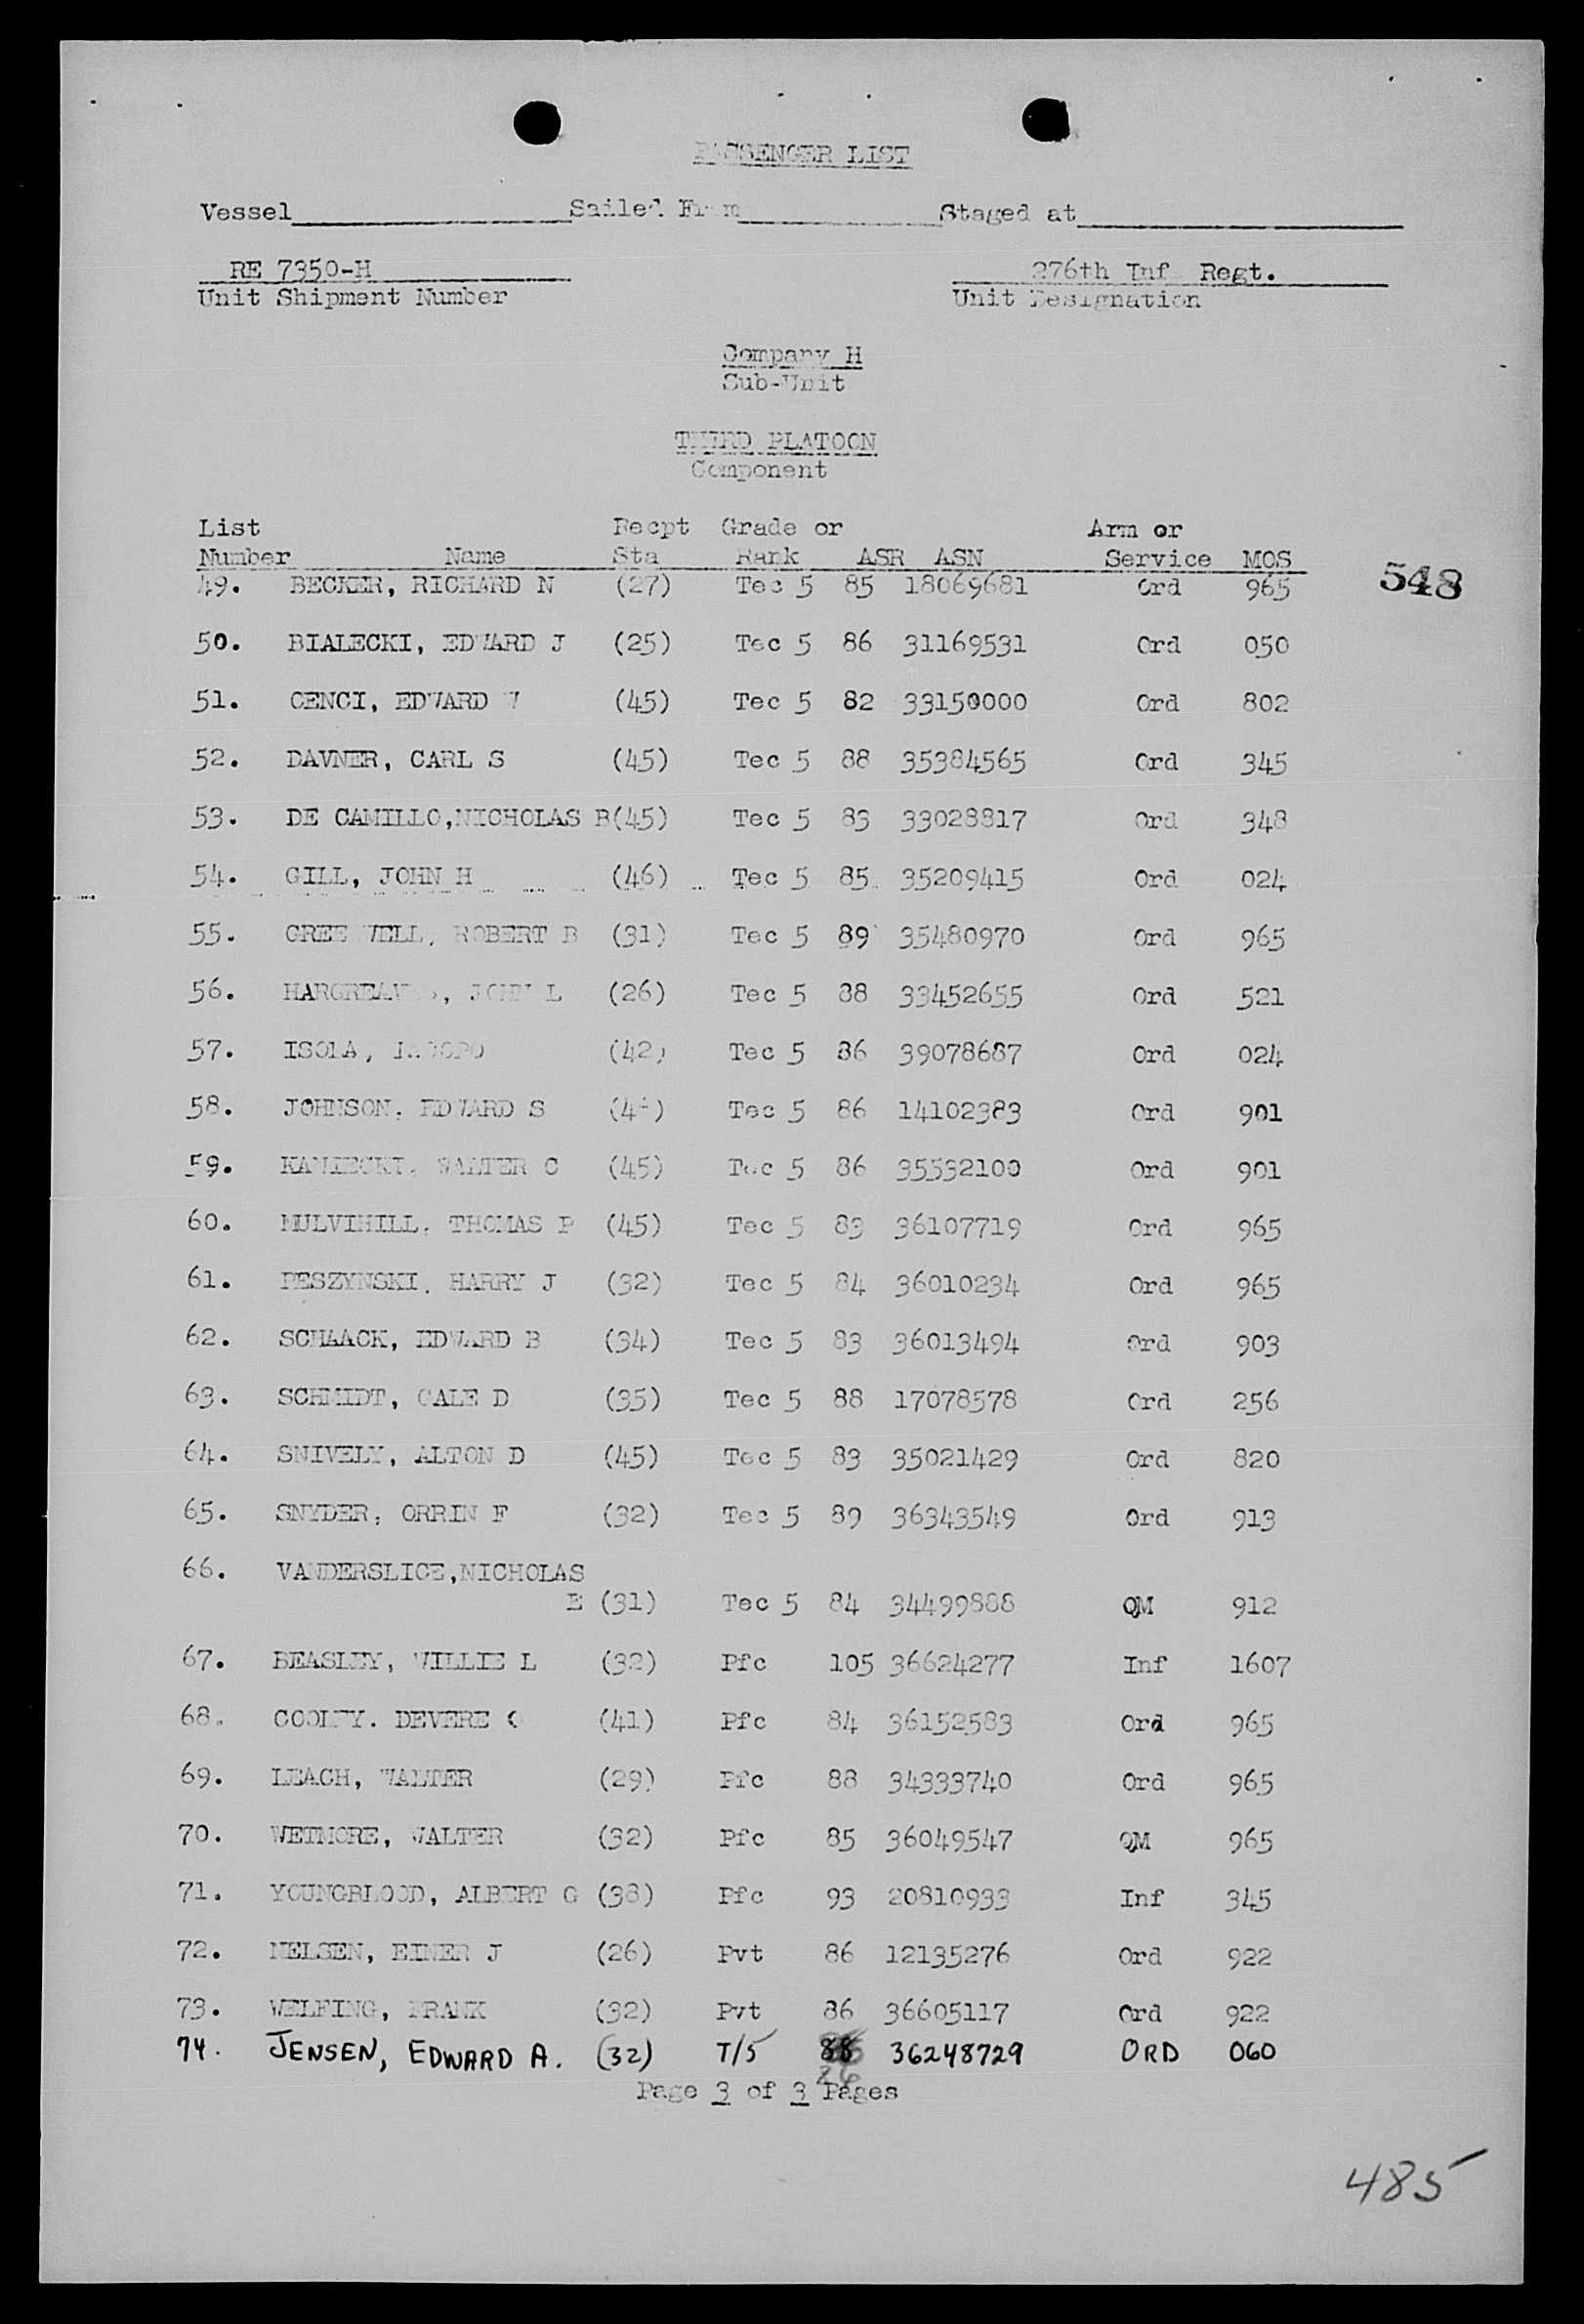 PASSENGER LIST
Vessel Sailed From Staged at
RE 7350-H 276th Inf Regt.
Unit Shipment Number Unit Designation
Company H
Sub-Unit
THIRD PLATOON
Component
List Recpt Grade or Arm or
Number Name Sta Rank ASR ASN Service MOS
49. BECKER, RICHARD N (27) Tec 5 85 18069681 Ord 965 548
50. BIALECKI, EDWARD J (25) Tec 5 86 31169531 Ord 050
51. CENCI, EDWARD (45) Tec 5 82 33150000 Ord 802
52. DAVNER, CARL S (45) Tec 5 88 35384565 Ord 345
53. DE CAMILLO,NICHOLAS B(45) Tec 5 83 33028817 Ord 348
54. GILL, JOHN H (46) Tec 5 85 35209415 Ord 024
55. GREENWELL, ROBERT B (31) Tec 5 89 35480970 Ord 965
56. HARGREAVES, JOHN L (26) Tec 5 88 33452655 Ord 521
57. ISOLA, (42) Tec 5 86 39078687 Ord 024
58. JOHNSON, EDWARD S Tec 5 86 14102383 Ord 901
59. KANIECKI, WALTER C (45) Tec 5 86 35532100 Ord 901
60. MULVIHILL, THOMAS P (45) Tec 5 83 36107719 Ord 965
61. PESZYNSKI, HARRY J (32) Tec 5 84 36010234 Ord 965
62. SCHAACK, EDWARD B (34) Tec 5 83 36013494 Ord 903
63. SCHMIDT, GALE D (35) Tec 5 88 17078578 Ord 256
64. SNIVELY, ALTON D (45) Tec 5 83 35021429 Ord 820
65. SNYDER, ORRIN F (32) Tec 5 89 36343549 Ord 913
66. VANDERSLICE,NICHOLAS
E (31) Tec 5 84 34499888 QM 912
67. BEASLEY, WILLIE L (32) Pfc 105 36624277 Inf 1607
68. COOLEY, DEVERE (41) Pfc 84 36152583 Ord 965
69. LEACH, WALTER (29) Pfc 88 34333740 Ord 965
70. WETMORE, WALTER (32) Pfc 85 36049547 QM 965
71. YOUNGBLOOD, ALBERT G (38) Pfc 93 20810933 Inf 345
72. NELSEN, EINER J (26) Pvt 86 12135276 Ord 922
73. WELFING, FRANK (32) Pvt 86 36605117 Ord 922
74. JENSEN, EDWARD A. (32) T/5 88 36248729 ORD 060
26
Page 3 of 3 Pages
485